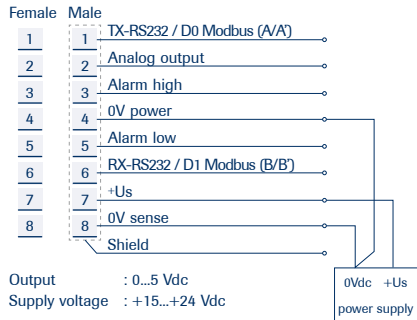 Female Male
1 1 TX-RS232 / D0 Modbus (A/A')
2 2 Analog output
3 3 Alarm high
4 4 0V power
5 5 Alarm low
6 6 RX-RS232 / D1 Modbus (B/B')
7 7 +Us
8 8 0V sense
Shield
Output : 0...5 Vdc
Supply voltage : +15...+24 Vdc
0Vdc +Us
power supply